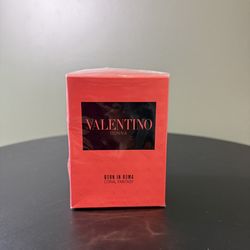 VALENTINO
DONNA
BORN IN ROMA
CORAL FANTASY